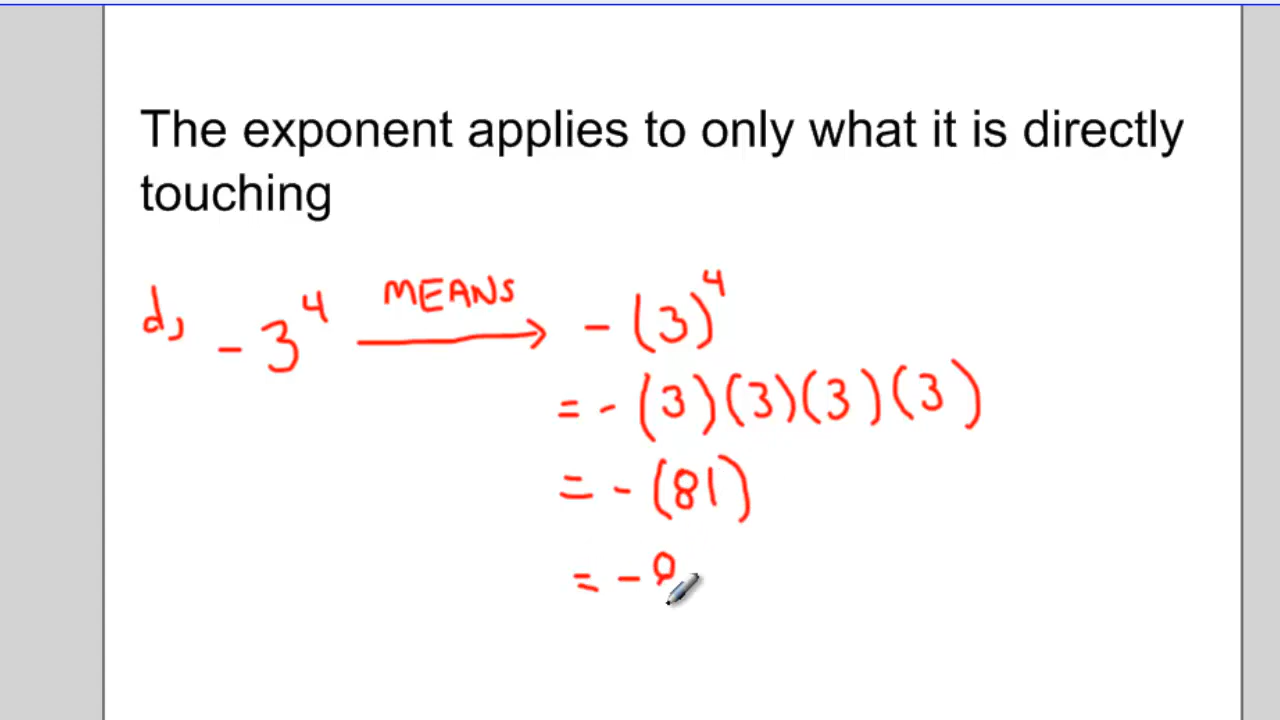 The exponent applies to only what it is directly
touching
d, -3⁴ MEANS -(3)⁴
= -(3)(3)(3)(3)
= -(81)
= -8